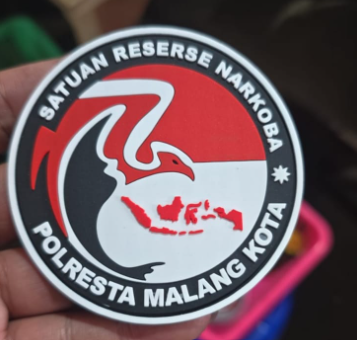 SATUAN RESERSE NARKOBA
POLRESTA MALANG KOTA